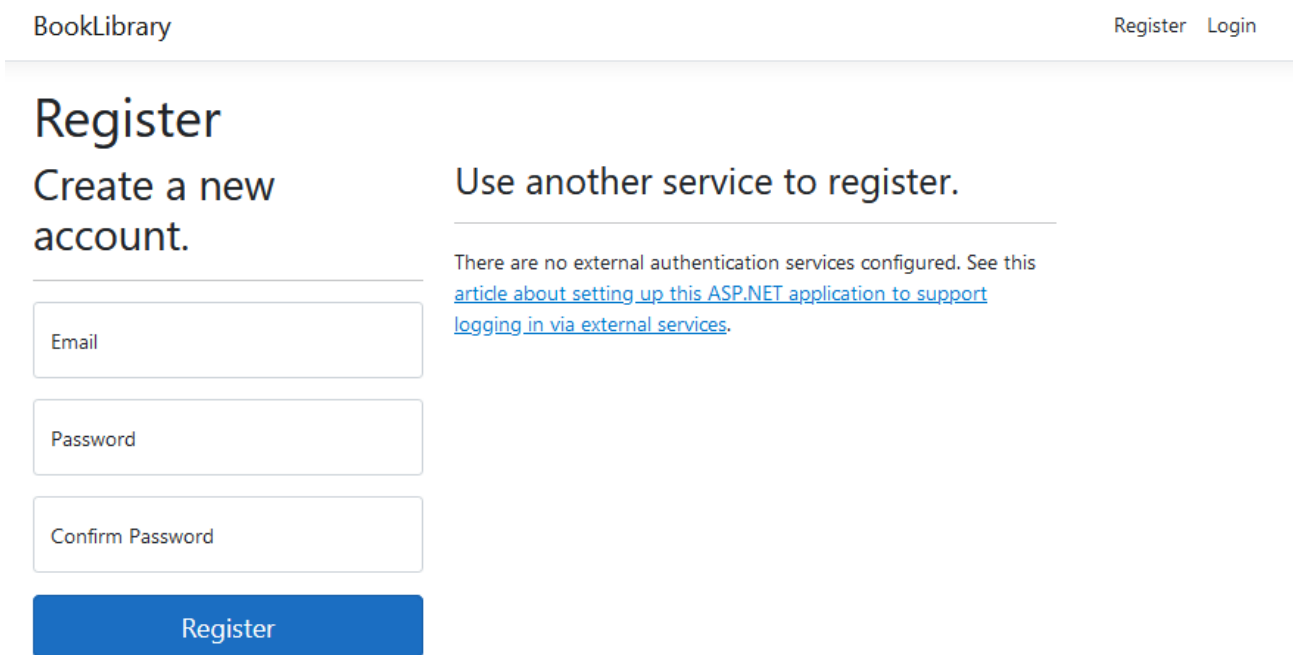 BookLibrary
Register Login
Register
Create a new
account.
Email
Password
Confirm Password
Register
Use another service to register.
There are no external authentication services configured. See this
article about setting up this ASP.NET application to support
logging in via external services.